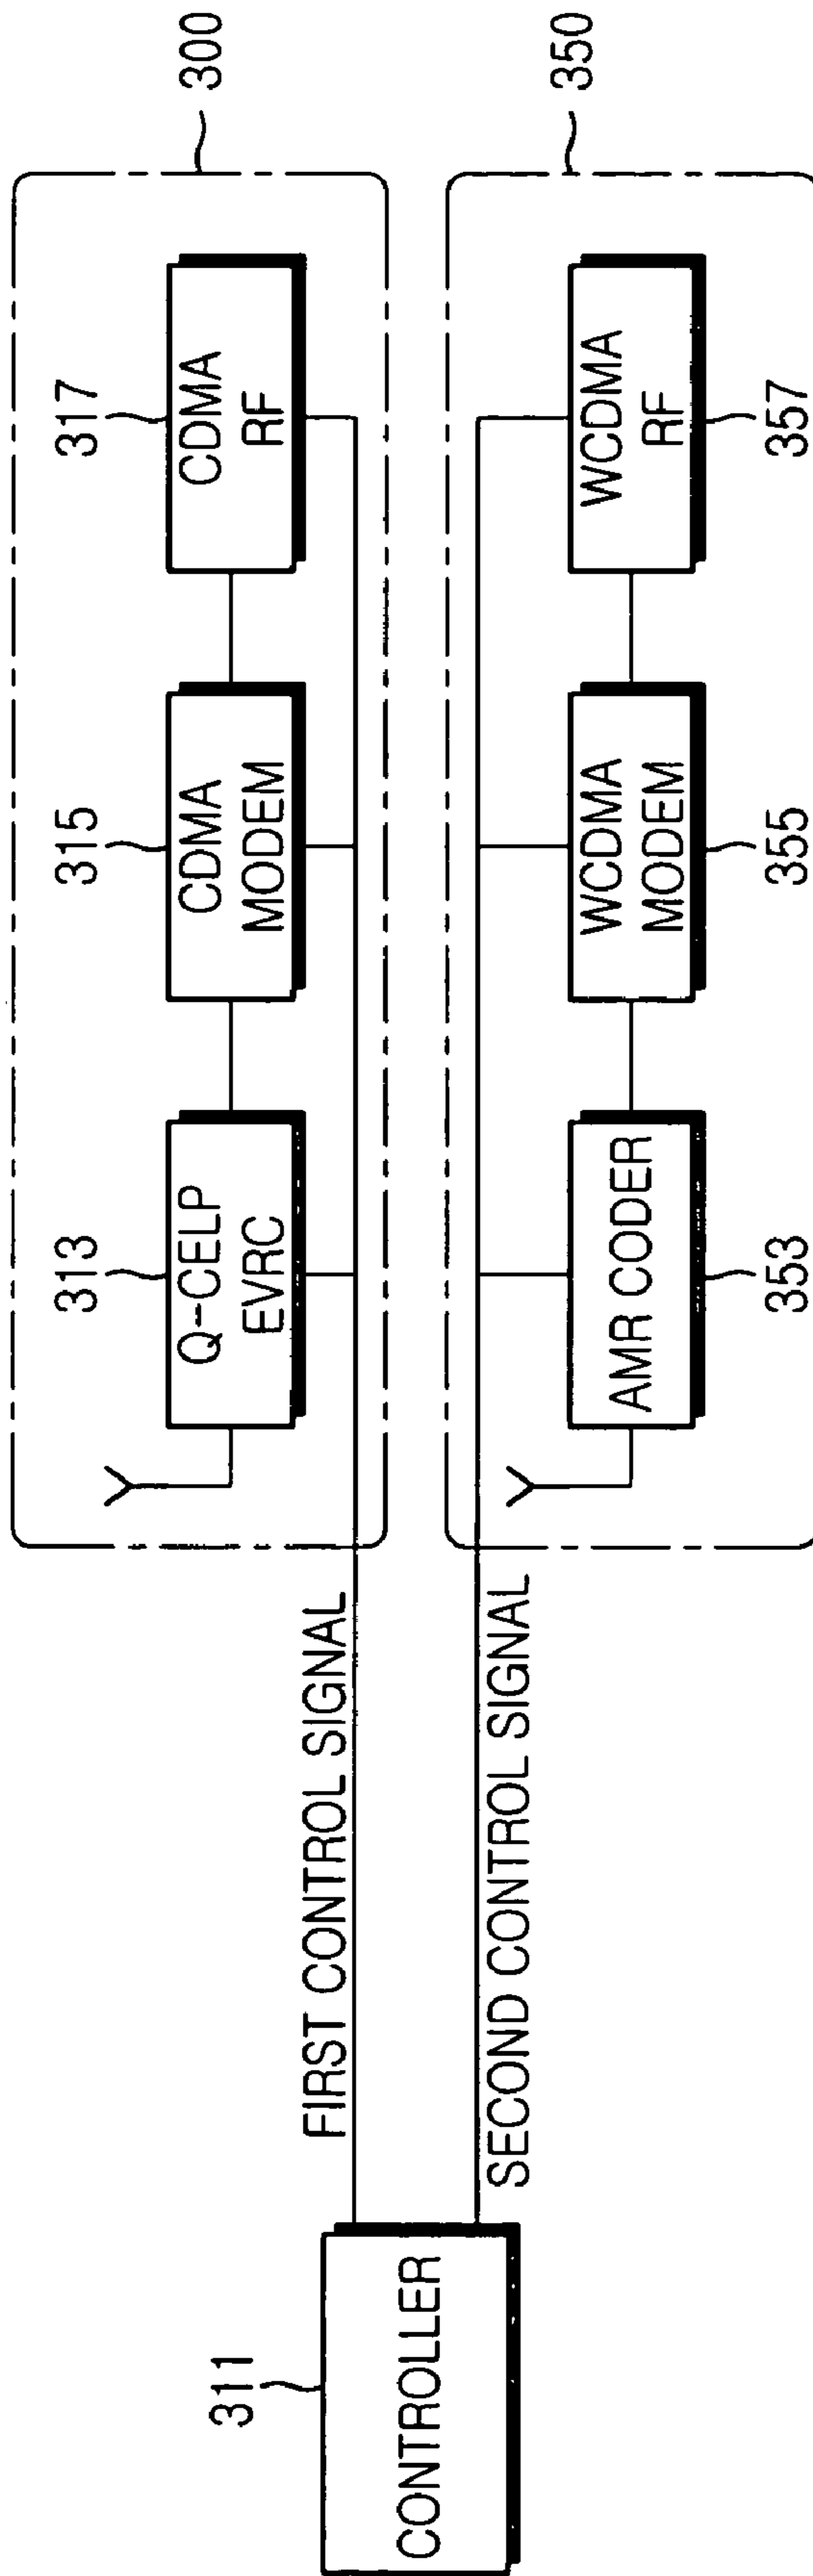 311
CONTROLLER
FIRST CONTROL SIGNAL
SECOND CONTROL SIGNAL
300
313
Q-CELP
EVRC
315
CDMA
MODEM
317
CDMA
RF
350
AMR CODER
353
WCDMA
MODEM
355
WCDMA
RF
357